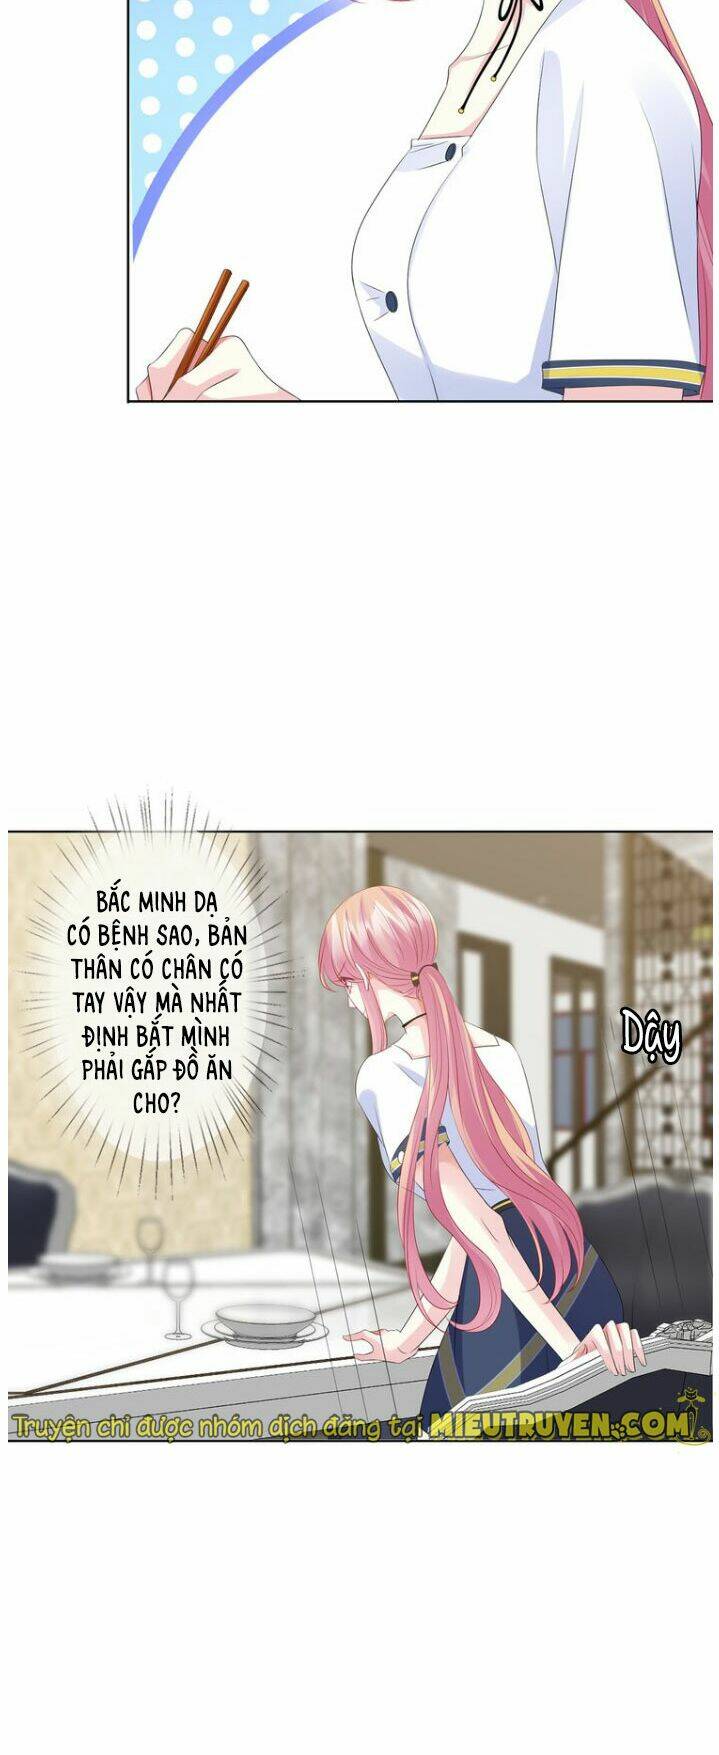 BẮC MINH DẠ
CÓ BỆNH SAO, BẢN
THÂN CÓ CHÂN CÓ
TAY VẬY MÀ NHẤT
ĐỊNH BẮT MÌNH
PHẢI GẮP ĐỒ ĂN
CHO?
Dậy
Truyện chỉ được nhóm dịch đăng tại MIEUTRUYEN.COM